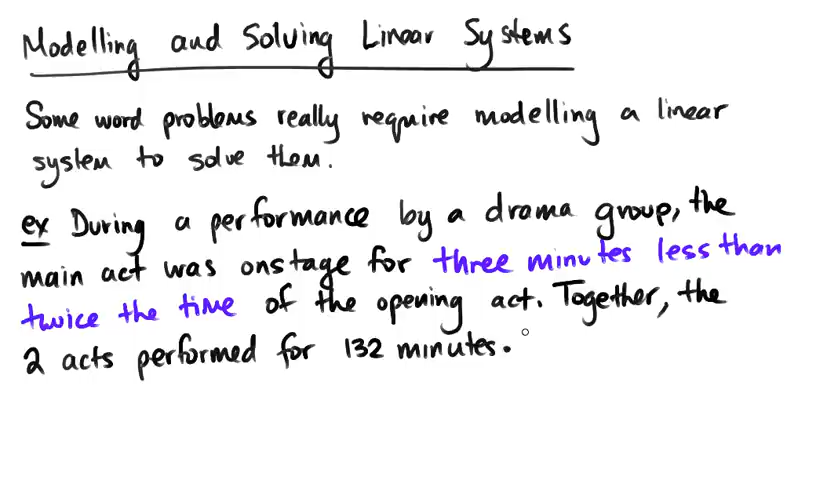 Modelling and Solving Linear Systems
Some word problems really require modelling a linear
system to solve them.
ex During a performance by a drama group, the
main act was onstage for three minutes less than
twice the time of the opening act. Together, the
2 acts performed for 132 minutes.